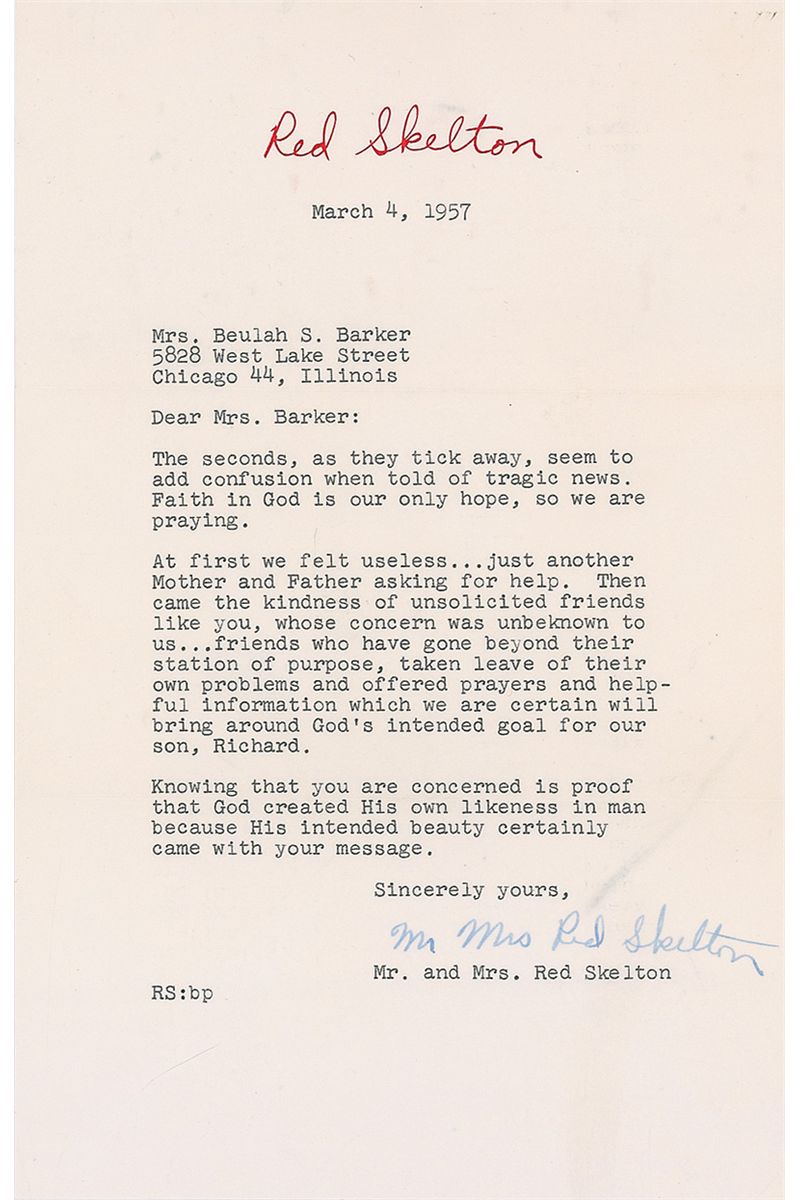 Red Skelton
March 4, 1957
Mrs. Beulah S. Barker
5828 West Lake Street
Chicago 44, Illinois
Dear Mrs. Barker:
The seconds, as they tick away, seem to
add confusion when told of tragic news.
Faith in God is our only hope, so we are
praying.
At first we felt useless...just another
Mother and Father asking for help.  Then
came the kindness of unsolicited friends
like you, whose concern was unbeknown to
us...friends who have gone beyond their
station of purpose, taken leave of their
own problems and offered prayers and help-
ful information which we are certain will
bring around God's intended goal for our
son, Richard.
Knowing that you are concerned is proof
that God created His own likeness in man
because His intended beauty certainly
came with your message.
Sincerely yours,
Mr Mrs Red Skelton
Mr. and Mrs. Red Skelton
RS:bp